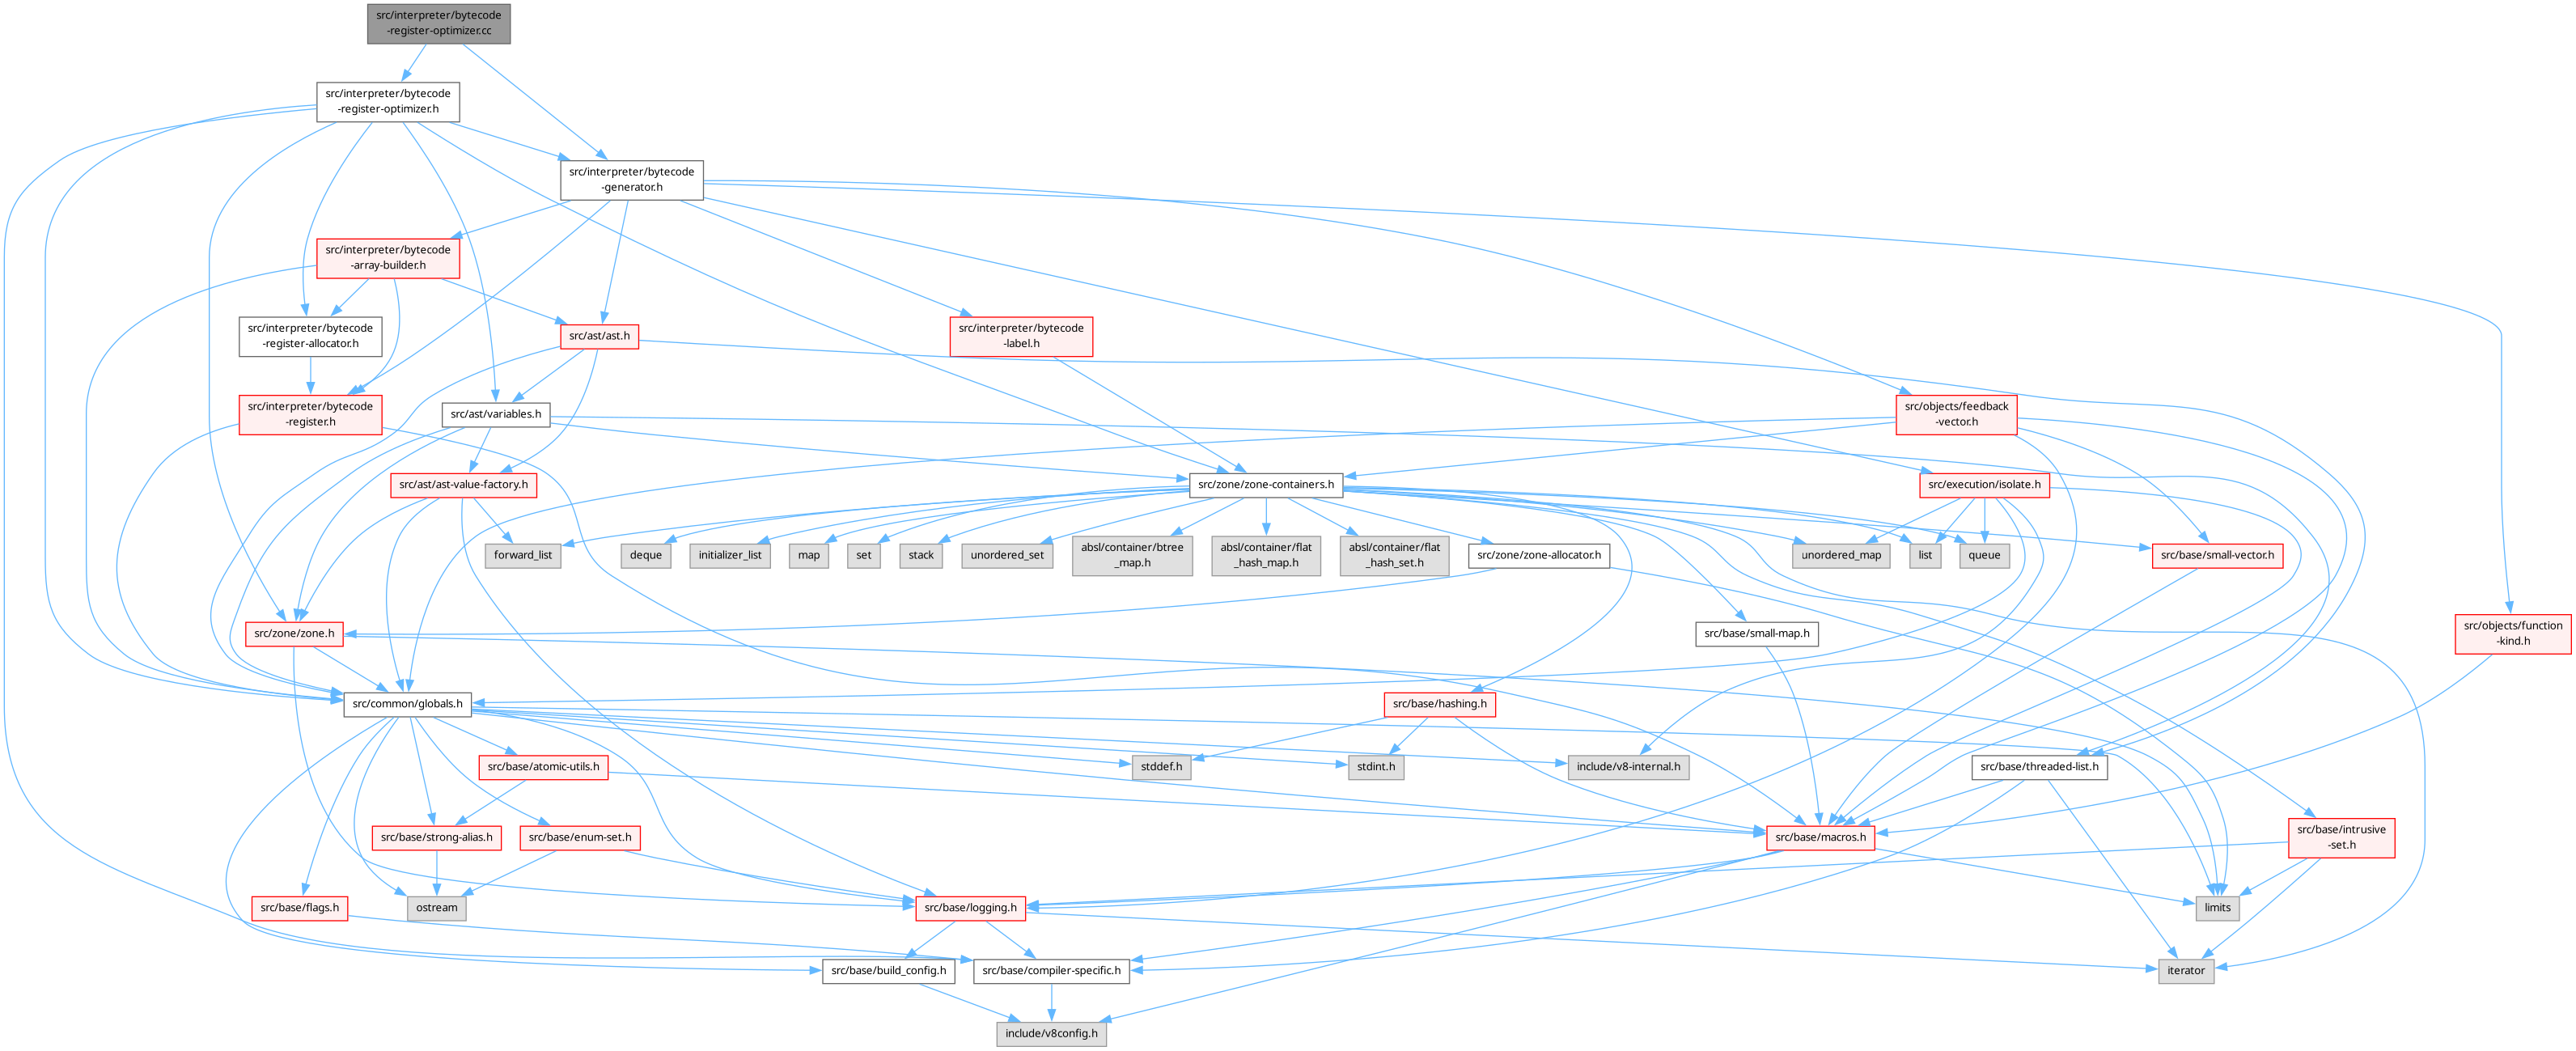 src/interpreter/bytecode
-register-optimizer.cc
src/interpreter/bytecode
-register-optimizer.h
src/interpreter/bytecode
-generator.h
src/interpreter/bytecode
-array-builder.h
src/interpreter/bytecode
-register-allocator.h
src/ast/ast.h
src/interpreter/bytecode
-label.h
src/interpreter/bytecode
-register.h
src/ast/variables.h
src/objects/feedback
-vector.h
src/ast/ast-value-factory.h
src/zone/zone-containers.h
src/execution/isolate.h
forward_list
deque
initializer_list
map
set
stack
unordered_set
absl/container/btree
_map.h
absl/container/flat
_hash_map.h
absl/container/flat
_hash_set.h
src/zone/zone-allocator.h
unordered_map
list
queue
src/base/small-vector.h
src/zone/zone.h
src/base/small-map.h
src/objects/function
-kind.h
src/common/globals.h
src/base/hashing.h
src/base/atomic-utils.h
stddef.h
stdint.h
include/v8-internal.h
src/base/threaded-list.h
src/base/strong-alias.h
src/base/enum-set.h
src/base/macros.h
src/base/intrusive
-set.h
src/base/flags.h
ostream
src/base/logging.h
limits
src/base/build_config.h
src/base/compiler-specific.h
iterator
include/v8config.h